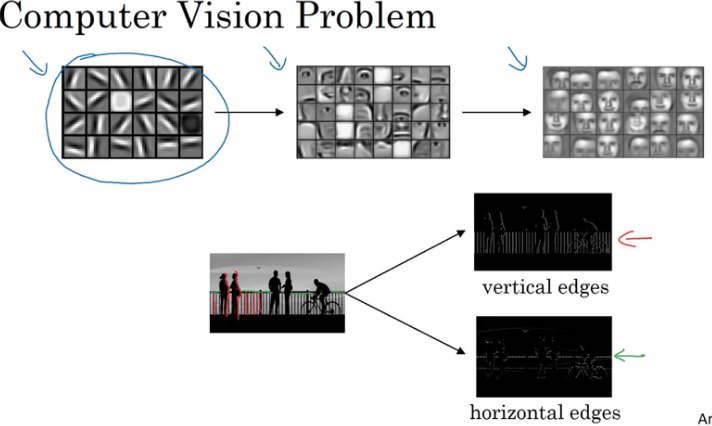 Computer Vision Problem
vertical edges
horizontal edges